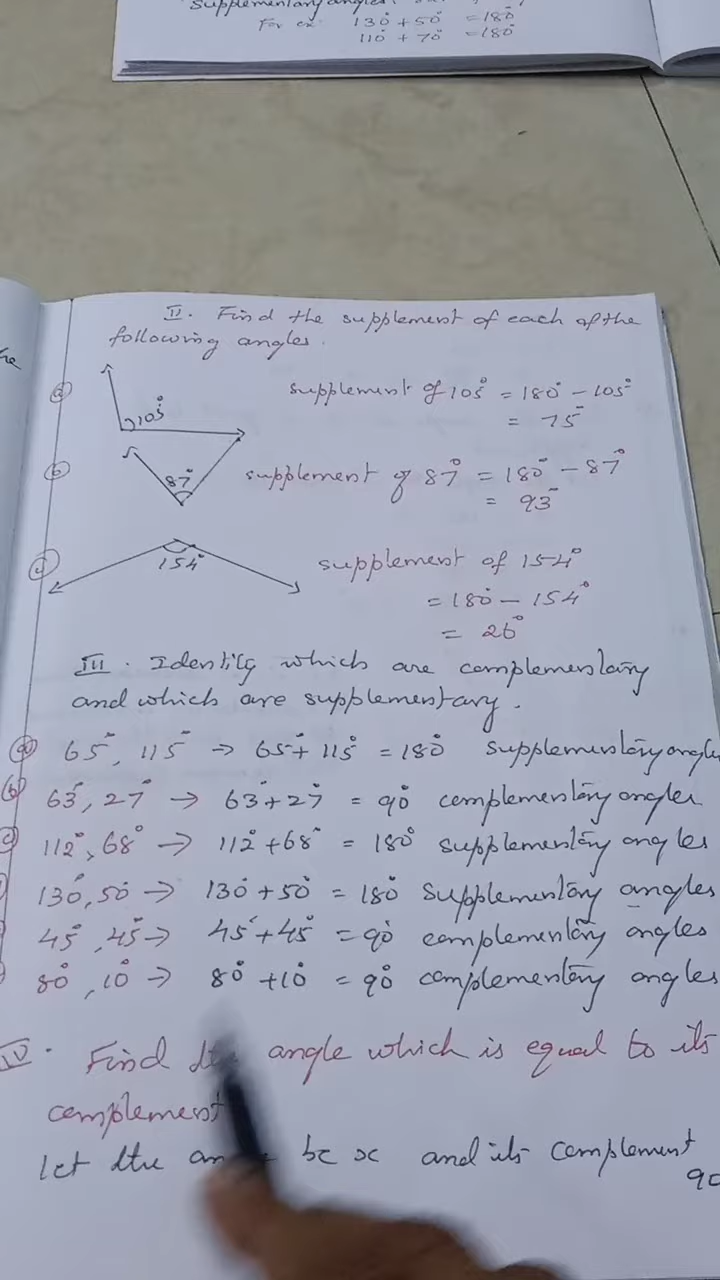 Supplementary angles
For ex: 130° + 50° = 180°
110° + 70° = 180°
he
II. Find the supplement of each of the
following angles.
a 105° supplement of 105° = 180° - 105°
= 75°
b 87° supplement of 87° = 180° - 87°
= 93°
c 154° supplement of 154°
= 180° - 154°
= 26°
III. Identify which are complementary
and which are supplementary.
a 65°, 115° → 65° + 115° = 180° supplementary angle
b 63°, 27° → 63° + 27° = 90° complementary angles
c 112°, 68° → 112° + 68° = 180° supplementary angles
130°, 50° → 130° + 50° = 180° supplementary angles
45°, 45° → 45° + 45° = 90° complementary angles
80°, 10° → 80° + 10° = 90° complementary angles
IV. Find the angle which is equal to its
complement
let the be x and its complement
90